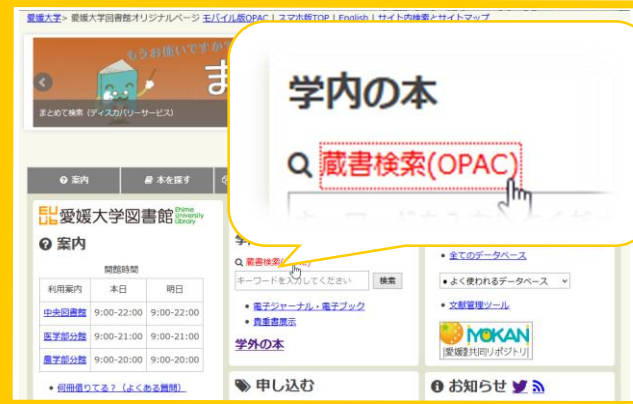 愛媛大学> 愛媛大学図書館オリジナルページ モバイル版OPAC | スマホ版TOP | English | サイト内検索とサイトマップ
もうお使いですか
ま
まとめて検索（ディスカバリーサービス）
学内の本
蔵書検索(OPAC)
案内
本を探す
愛媛大学図書館 Ehime University Library
案内
開館時間
利用案内 本日 明日
中央図書館 9:00-22:00 9:00-22:00
医学部分館 9:00-21:00 9:00-21:00
農学部分館 9:00-20:00 9:00-20:00
何冊借りてる？（よくある質問）
蔵書検索(
キーワードを入力してください 検索
電子ジャーナル・電子ブック
貴重書展示
学外の本
申し込む
全てのデータベース
よく使われるデータベース
文献管理ツール
愛媛 共同リポジトリ
お知らせ